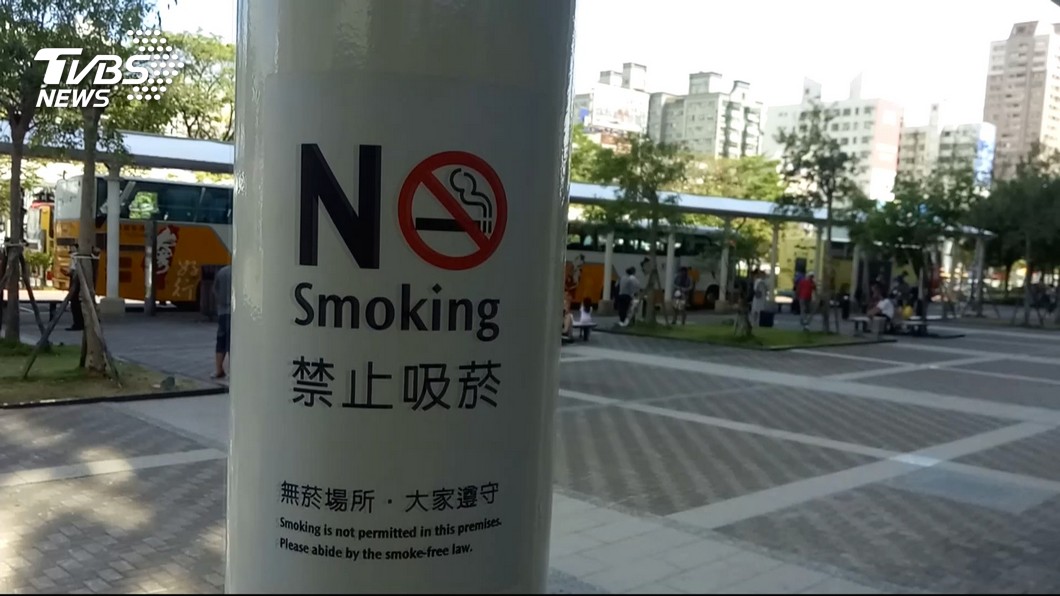 TVBS
NEWS
NO
Smoking
禁止吸菸
無菸場所・大家遵守
Smoking is not permitted in this premises.
Please abide by the smoke-free law.